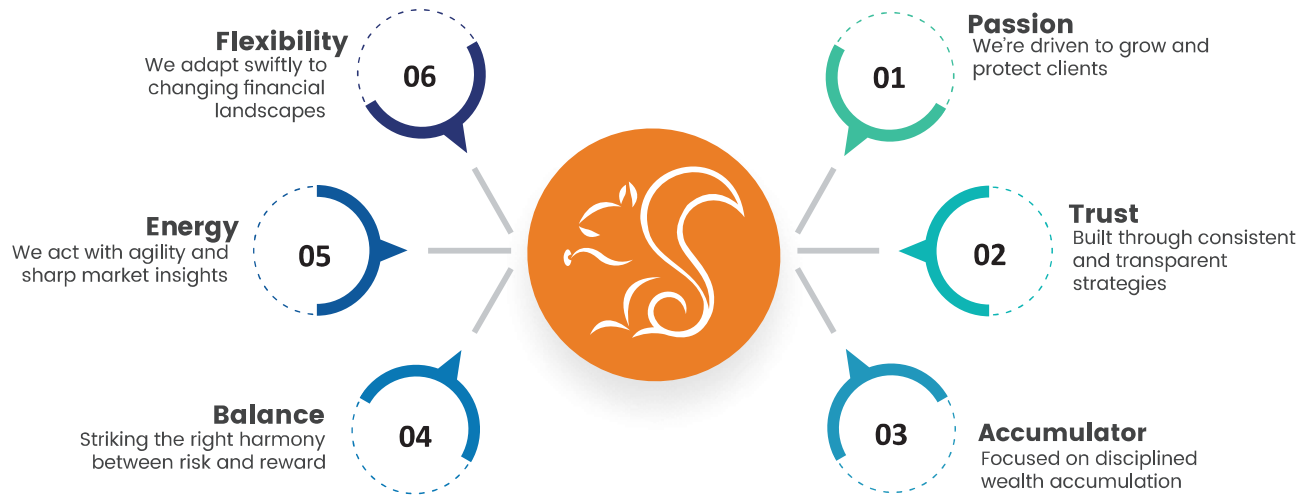 01
Passion
We're driven to grow and
protect clients
02
Trust
Built through consistent
and transparent
strategies
03
Accumulator
Focused on disciplined
wealth accumulation
04
Balance
Striking the right harmony
between risk and reward
05
Energy
We act with agility and
sharp market insights
06
Flexibility
We adapt swiftly to
changing financial
landscapes